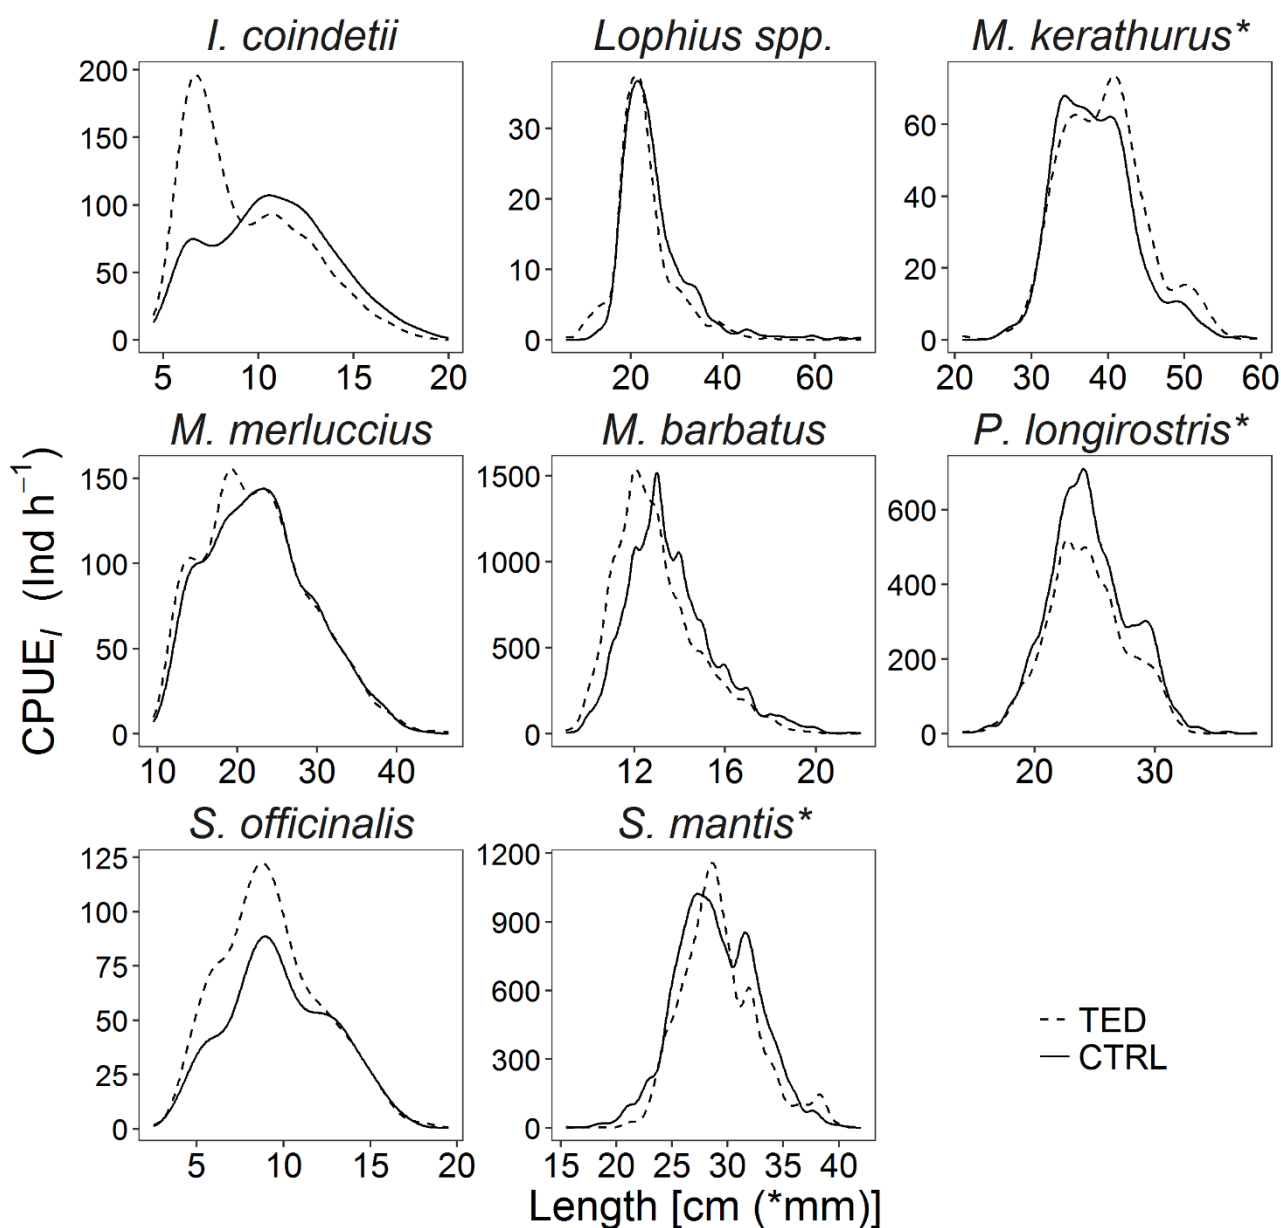 I. coindetii
Lophius spp.
M. kerathurus*
200
150
100
50
0
5 10 15 20
30
20
10
0
20 40 60
60
40
20
0
20 30 40 50 60
M. merluccius
M. barbatus
P. longirostris*
150
100
50
0
10 20 30 40
1500
1000
500
0
12 16 20
600
400
200
0
20 30
S. officinalis
S. mantis*
125
100
75
50
25
0
5 10 15 20
1200
900
600
300
0
15 20 25 30 35 40
TED
CTRL
CPUEl (Ind h−1)
Length [cm (*mm)]